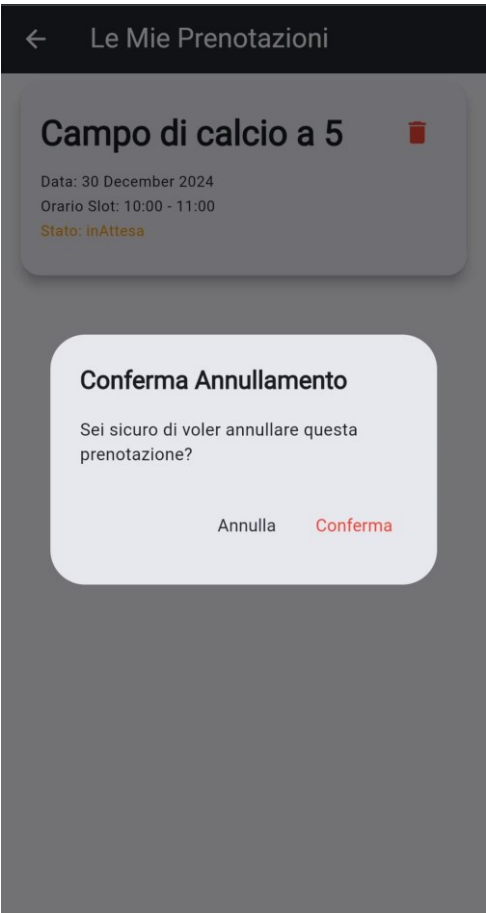 Le Mie Prenotazioni
Campo di calcio a 5
Data: 30 December 2024
Orario Slot: 10:00 - 11:00
Stato: inAttesa
Conferma Annullamento
Sei sicuro di voler annullare questa
prenotazione?
Annulla Conferma